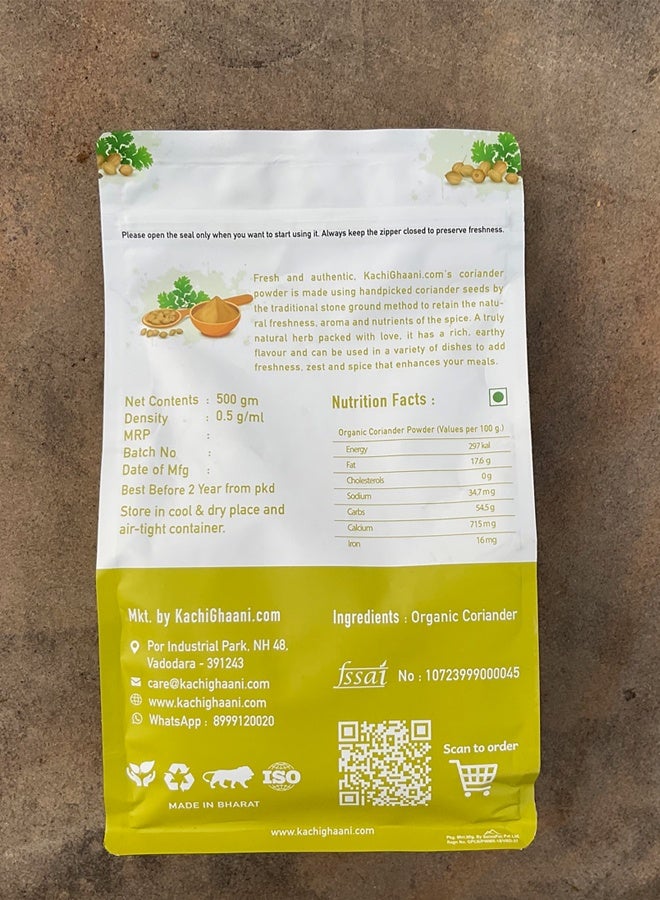 Please open the seal only when you want to start using it. Always keep the zipper closed to preserve freshness.
Fresh and authentic, KachiGhaani.com's coriander
powder is made using handpicked coriander seeds by
the traditional stone ground method to retain the natu-
ral freshness, aroma and nutrients of the spice. A truly
natural herb packed with love, it has a rich, earthy
flavour and can be used in a variety of dishes to add
freshness, zest and spice that enhances your meals.
Net Contents : 500 gm
Density : 0.5 g/ml
MRP :
Batch No :
Date of Mfg :
Best Before 2 Year from pkd
Store in cool & dry place and
air-tight container.
Nutrition Facts :
Organic Coriander Powder (Values per 100 g.)
Energy 297 kal
Fat 17.6 g
Cholesterols 0 g
Sodium 34.7 mg
Carbs 54.5 g
Calcium 715 mg
Iron 16 mg
Mkt. by KachiGhaani.com
Por Industrial Park, NH 48,
Vadodara - 391243
care@kachighaani.com
www.kachighaani.com
WhatsApp : 8999120020
ISO
MADE IN BHARAT
Ingredients : Organic Coriander
fssai No : 10723999000045
Scan to order
www.kachighaani.com
Pkg. Mtrl. Mfg. By
Regn No.